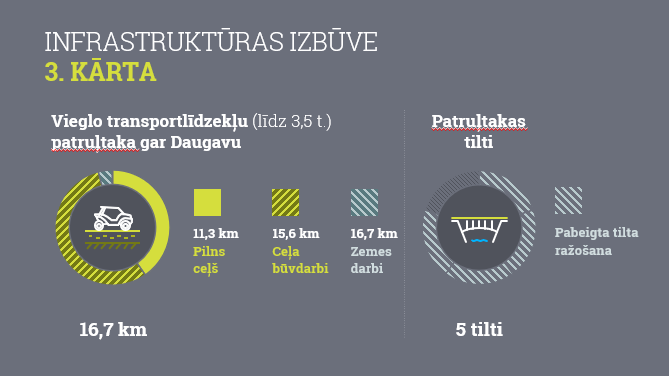 INFRASTRUKTŪRAS IZBŪVE
3. KĀRTA
Vieglo transportlīdzekļu (līdz 3,5 t.)
patruļtaka gar Daugavu
11,3 km
Pilns
ceļš
15,6 km
Ceļa
būvdarbi
16,7 km
Zemes
darbi
16,7 km
Patruļtakas
tilti
Pabeigta tilta
ražošana
5 tilti